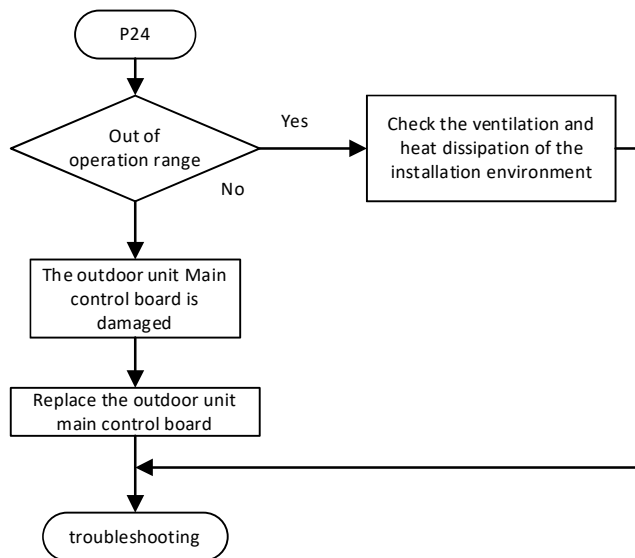 P24
Out of
operation range
Yes
No
Check the ventilation and
heat dissipation of the
installation environment
The outdoor unit Main
control board is
damaged
Replace the outdoor unit
main control board
troubleshooting